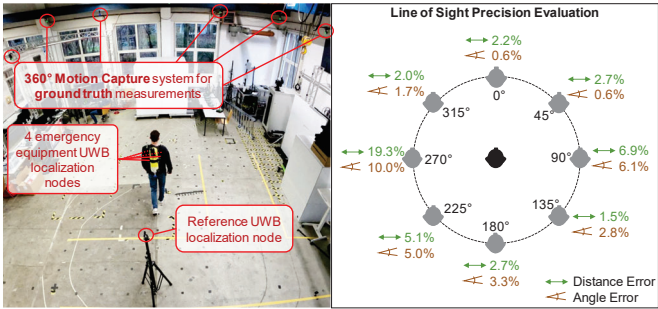 360° Motion Capture system for
ground truth measurements
4 emergency
equipment UWB
localization
nodes
Reference UWB
localization node
Line of Sight Precision Evaluation
2.2%
0.6%
0°
2.7%
0.6%
45°
6.9%
6.1%
90°
1.5%
2.8%
135°
2.7%
3.3%
180°
5.1%
5.0%
225°
19.3%
10.0%
270°
2.0%
1.7%
315°
Distance Error
Angle Error